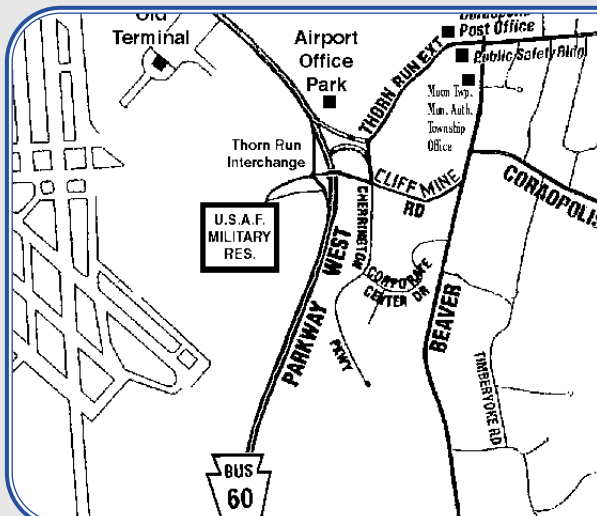 Old
Terminal
Airport
Office
Park
THORN RUN EXT
Coraopolis
Post Office
Public Safety Bldg.
Moon Twp.
Mun. Auth.
Township
Office
Thorn Run
Interchange
CLIFF MINE
RD
CORAOPOLIS
U.S.A.F.
MILITARY
RES.
CHERRINGTON
PKWY
CORPORATE
CENTER DR
PARKWAY WEST
BEAVER
TIMBERYOKE RD
BUS
60